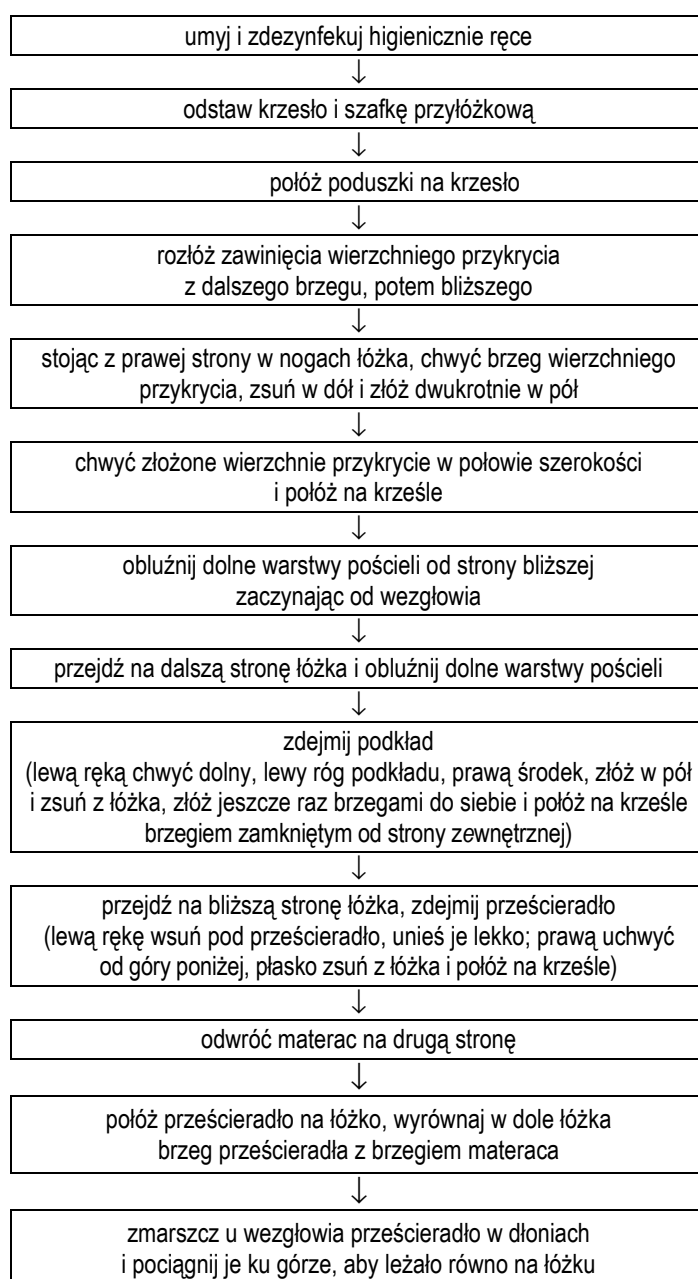 umyj i zdezynfekuj higienicznie ręce
↓
odstaw krzesło i szafkę przyłóżkową
↓
połóż poduszki na krzesło
↓
rozłóż zawinięcia wierzchniego przykrycia
z dalszego brzegu, potem bliższego
↓
stojąc z prawej strony w nogach łóżka, chwyć brzeg wierzchniego
przykrycia, zsuń w dół i złóż dwukrotnie w pół
↓
chwyć złożone wierzchnie przykrycie w połowie szerokości
i połóż na krześle
↓
obluźnij dolne warstwy pościeli od strony bliższej
zaczynając od wezgłowia
↓
przejdź na dalszą stronę łóżka i obluźnij dolne warstwy pościeli
↓
zdejmij podkład
(lewą ręką chwyć dolny, lewy róg podkładu, prawą środek, złóż w pół
i zsuń z łóżka, złóż jeszcze raz brzegami do siebie i połóż na krześle
brzegiem zamkniętym od strony zewnętrznej)
↓
przejdź na bliższą stronę łóżka, zdejmij prześcieradło
(lewą rękę wsuń pod prześcieradło, unieś je lekko; prawą uchwyć
od góry poniżej, płasko zsuń z łóżka i połóż na krześle)
↓
odwróć materac na drugą stronę
↓
połóż prześcieradło na łóżko, wyrównaj w dole łóżka
brzeg prześcieradła z brzegiem materaca
↓
zmarszcz u wezgłowia prześcieradło w dłoniach
i pociągnij je ku górze, aby leżało równo na łóżku